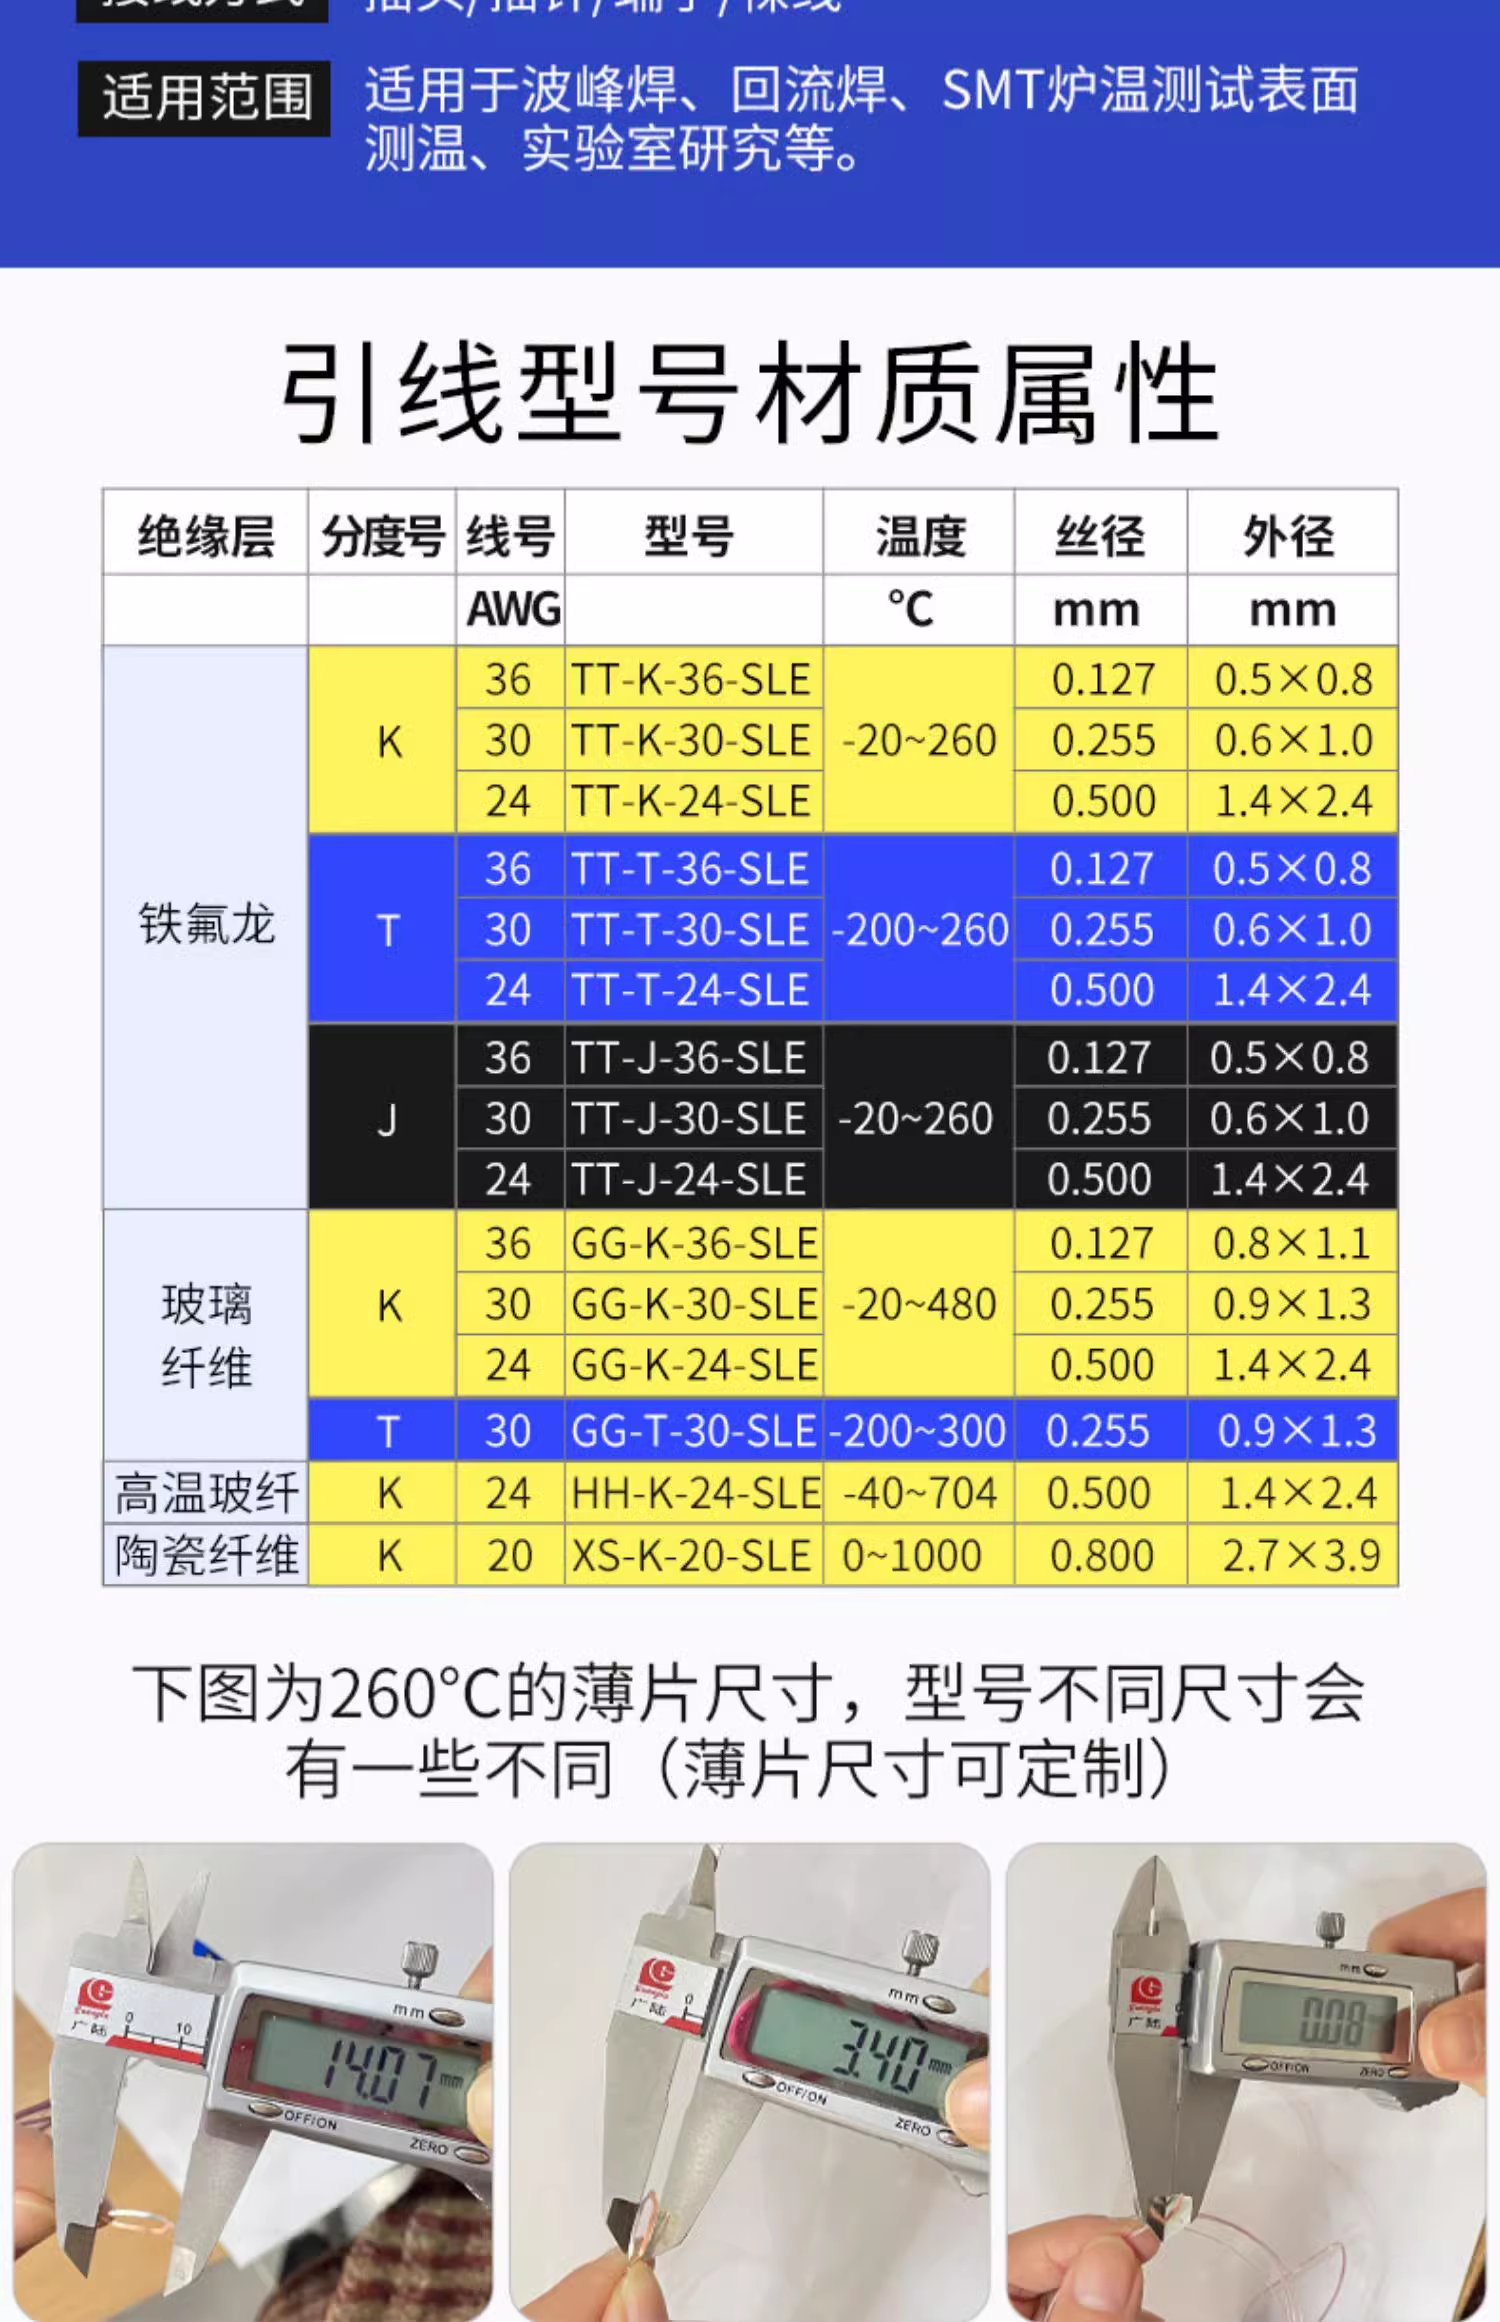 适用范围
适用于波峰焊、回流焊、SMT炉温测试表面
测温、实验室研究等。
引线型号材质属性
绝缘层 分度号 线号 型号 温度 丝径 外径
AWG ℃ mm mm
铁氟龙
K
36 TT-K-36-SLE 0.127 0.5×0.8
30 TT-K-30-SLE -20~260 0.255 0.6×1.0
24 TT-K-24-SLE 0.500 1.4×2.4
T
36 TT-T-36-SLE 0.127 0.5×0.8
30 TT-T-30-SLE -200~260 0.255 0.6×1.0
24 TT-T-24-SLE 0.500 1.4×2.4
J
36 TT-J-36-SLE 0.127 0.5×0.8
30 TT-J-30-SLE -20~260 0.255 0.6×1.0
24 TT-J-24-SLE 0.500 1.4×2.4
玻璃
纤维
K
36 GG-K-36-SLE 0.127 0.8×1.1
30 GG-K-30-SLE -20~480 0.255 0.9×1.3
24 GG-K-24-SLE 0.500 1.4×2.4
T 30 GG-T-30-SLE -200~300 0.255 0.9×1.3
高温玻纤 K 24 HH-K-24-SLE -40~704 0.500 1.4×2.4
陶瓷纤维 K 20 XS-K-20-SLE 0~1000 0.800 2.7×3.9
下图为260℃的薄片尺寸，型号不同尺寸会
有一些不同（薄片尺寸可定制）
广陆
0 10
mm
14.07 mm
OFF/ON
ZERO
广陆
0
mm
3.40 mm
OFF/ON
ZERO
广陆
mm
0.08
OFF/ON
ZERO